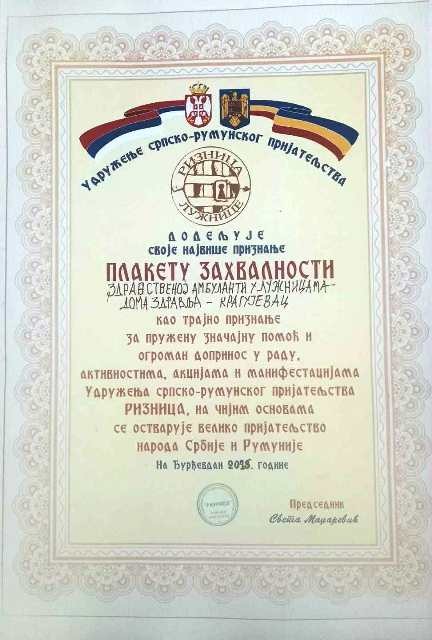 Удружење српско-румунског пријатељства
РИЗНИЦА
ЛУЖНИЦЕ
ДОДЕЉУЈЕ
своје највише признање
ПЛАКЕТУ ЗАХВАЛНОСТИ
ЗДРАВСТВЕНОЈ АМБУЛАНТИ У ЛУЖНИЦАМА-
ДОМА ЗДРАВЉА - КРАГУЈЕВАЦ
као трајно признање
за пружену значајну помоћ и
огроман допринос у раду,
активностима, акцијама и манифестацијама
Удружења српско-румунског пријатељства
РИЗНИЦА, на чијим основама
се остварује велико пријатељство
народа Србије и Румуније
На Ђурђевдан године
Председник
Света Мацаревић